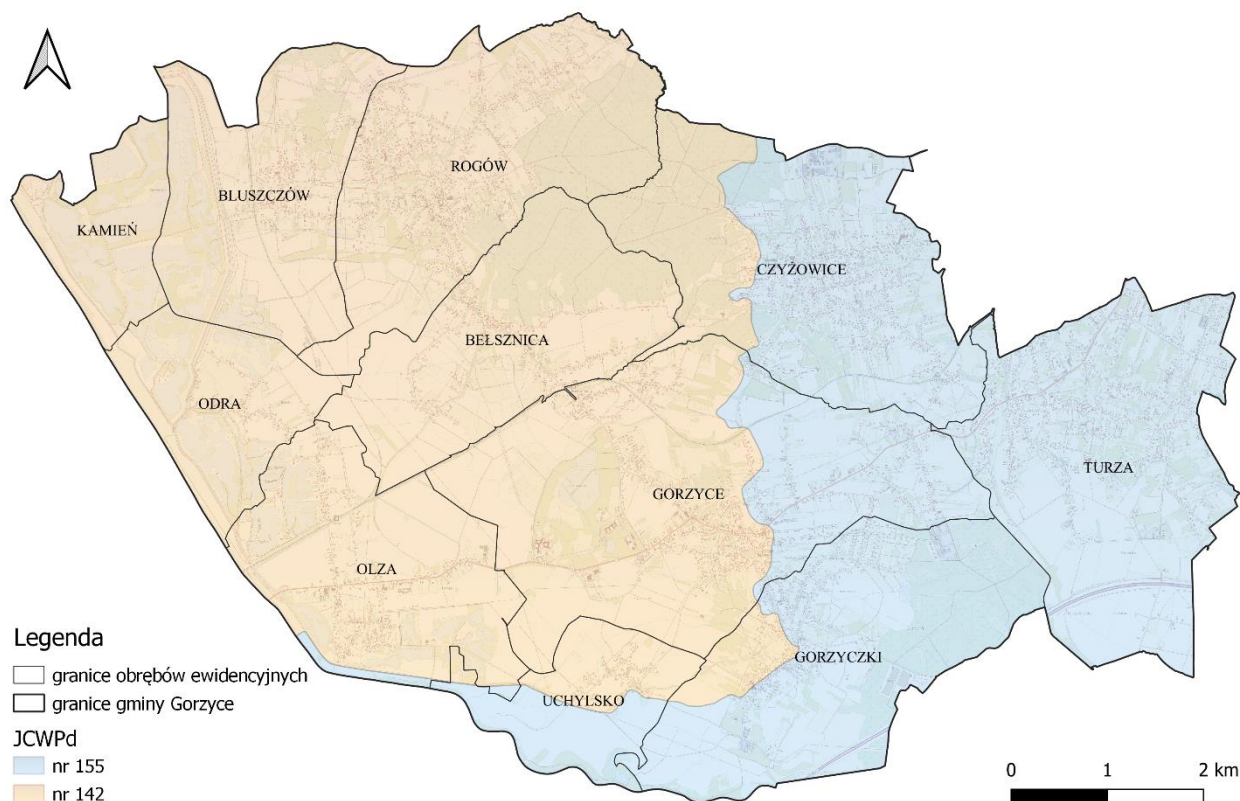 ROGÓW
BLUSZCZÓW
KAMIEŃ
CZYŻOWICE
BEŁSZNICA
ODRA
TURZA
GORZYCE
OLZA
GORZYCZKI
UCHYLSKO
Legenda
granice obrębów ewidencyjnych
granice gminy Gorzyce
JCWPd
nr 155
nr 142
0 1 2 km